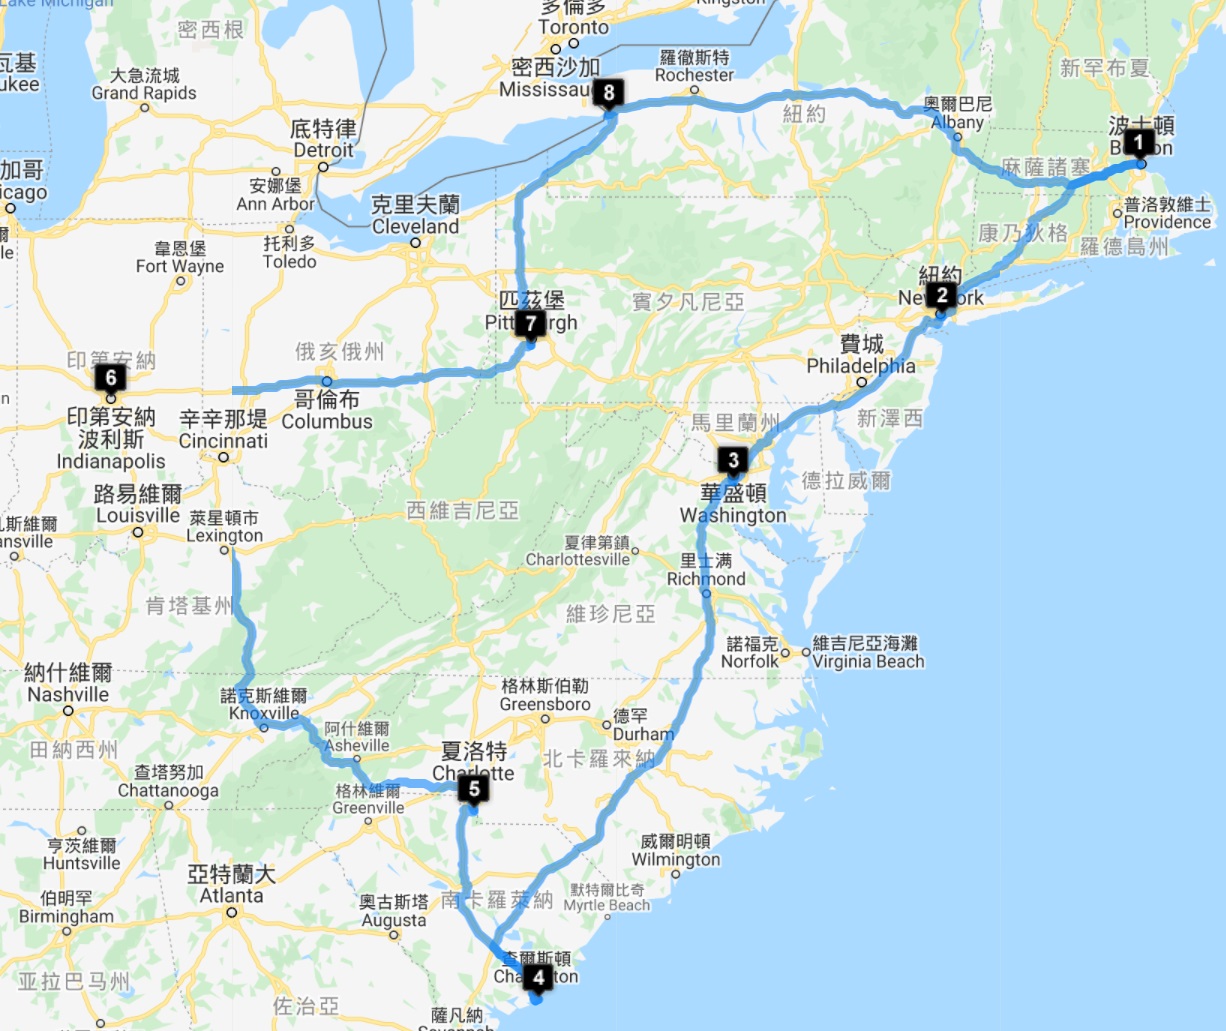 Lake Michigan
密西根
多倫多
Toronto
Kingston
瓦基
ukee
大急流城
Grand Rapids
密西沙加
Mississau
8
羅徹斯特
Rochester
新罕布夏
紐約
奧爾巴尼
Albany
波士頓
1
底特律
Detroit
麻薩諸塞
加哥
icago
安娜堡
Ann Arbor
克里夫蘭
Cleveland
普洛敦維士
Providence
爾
le
韋恩堡
Fort Wayne
托利多
Toledo
康乃狄格
羅德島州
紐約
New York
2
匹茲堡
Pittsburgh
7
賓夕凡尼亞
印第安納
6
俄亥俄州
費城
Philadelphia
n
印第安納
波利斯
Indianapolis
辛辛那堤
Cincinnati
哥倫布
Columbus
馬里蘭州
新澤西
3
華盛頓
Washington
德拉威爾
路易維爾
Louisville
萊星頓市
Lexington
西維吉尼亞
凡斯維爾
ansville
夏律第鎮
Charlottesville
里士满
Richmond
肯塔基州
維珍尼亞
諾福克
Norfolk
維吉尼亞海灘
Virginia Beach
納什維爾
Nashville
諾克斯維爾
Knoxville
格林斯伯勒
Greensboro
德罕
Durham
田納西州
阿什維爾
Asheville
夏洛特
Charlotte
5
北卡羅來納
查塔努加
Chattanooga
格林維爾
Greenville
亨茨維爾
Huntsville
威爾明頓
Wilmington
亞特蘭大
Atlanta
南卡羅萊納
默特爾比奇
Myrtle Beach
伯明罕
Birmingham
奧古斯塔
Augusta
查爾斯頓
Charleston
4
亚拉巴马州
佐治亞
薩凡納
Savannah